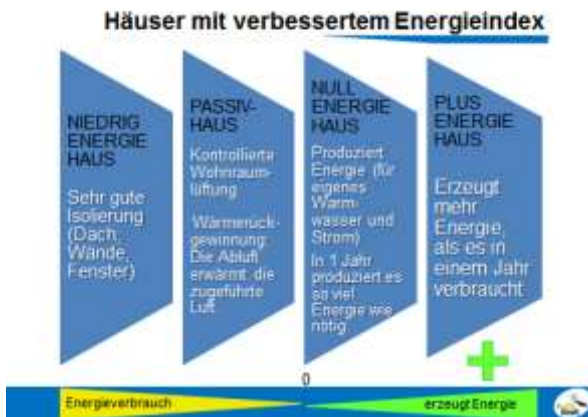 Häuser mit verbessertem Energieindex
NIEDRIG
ENERGIE
HAUS
Sehr gute
Isolierung
(Dach,
Wände,
Fenster)
PASSIV-
HAUS
Kontrollierte
Wohnraum-
lüftung
Wärmerück-
gewinnung:
Die Abluft
erwärmt die
zugeführte
Luft
NULL
ENERGIE
HAUS
Produziert
Energie (für
eigenes
Warm-
wasser und
Strom)
In 1 Jahr
produziert es
so viel
Energie wie
nötig.
PLUS
ENERGIE
HAUS
Erzeugt
mehr
Energie,
als es in
einem Jahr
verbraucht
0
Energieverbrauch
erzeugt Energie